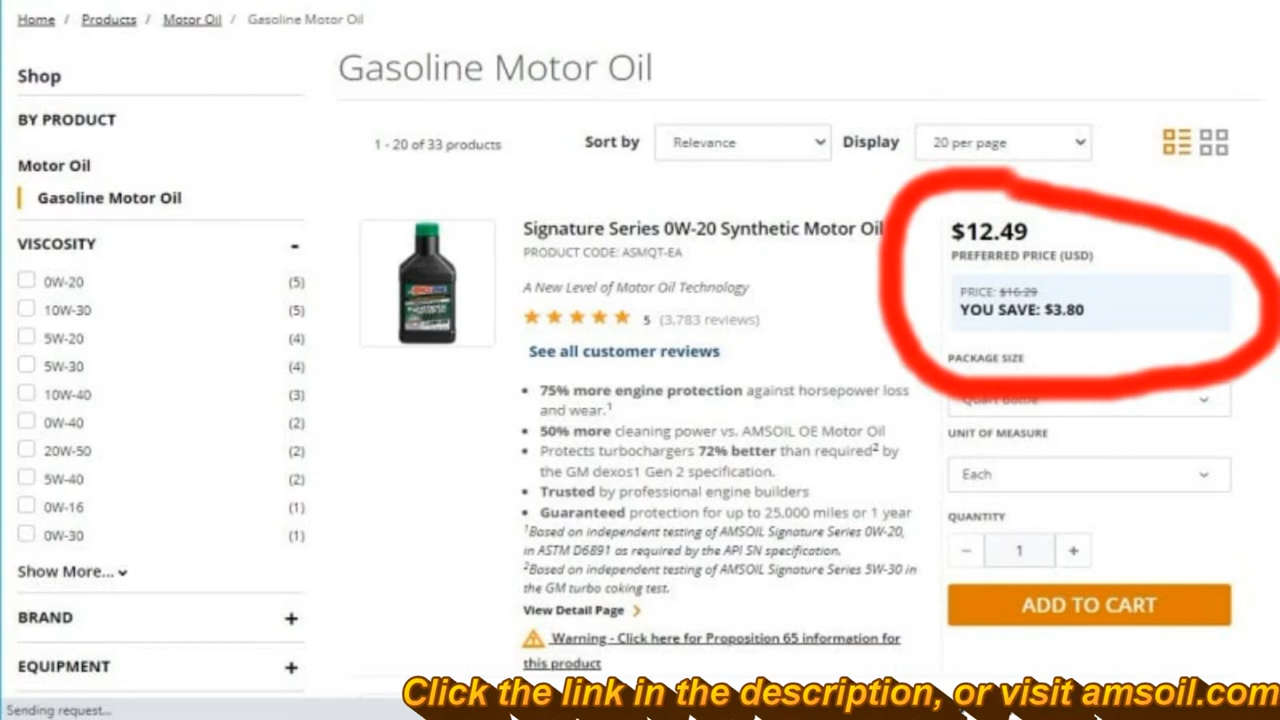 Home / Products / Motor Oil / Gasoline Motor Oil
Gasoline Motor Oil
Shop
BY PRODUCT
Motor Oil
Gasoline Motor Oil
VISCOSITY -
0W-20 (5)
10W-30 (5)
5W-20 (4)
5W-30 (4)
10W-40 (3)
0W-40 (2)
20W-50 (2)
5W-40 (2)
0W-16 (1)
0W-30 (1)
Show More...
BRAND +
EQUIPMENT +
1 - 20 of 33 products
Sort by Relevance Display 20 per page
Signature Series 0W-20 Synthetic Motor Oil
PRODUCT CODE: ASMQT-EA
A New Level of Motor Oil Technology
5 (3,783 reviews)
See all customer reviews
• 75% more engine protection against horsepower loss
and wear.1
• 50% more cleaning power vs. AMSOIL OE Motor Oil
• Protects turbochargers 72% better than required2 by
the GM dexos1 Gen 2 specification.
• Trusted by professional engine builders
• Guaranteed protection for up to 25,000 miles or 1 year
1Based on independent testing of AMSOIL Signature Series 0W-20,
in ASTM D6891 as required by the API SN specification.
2Based on independent testing of AMSOIL Signature Series 5W-30 in
the GM turbo coking test.
View Detail Page
Warning - Click here for Proposition 65 information for
this product
$12.49
PREFERRED PRICE (USD)
PRICE: $16.29
YOU SAVE: $3.80
PACKAGE SIZE
Quart Bottle
UNIT OF MEASURE
Each
QUANTITY
− 1 +
ADD TO CART
Click the link in the description, or visit amsoil.com
Sending request...